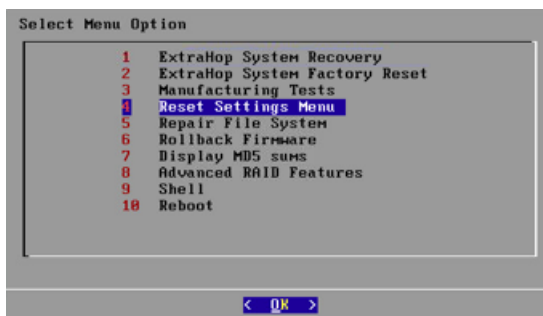 Select Menu Option
1 ExtraHop System Recovery
2 ExtraHop System Factory Reset
3 Manufacturing Tests
4 Reset Settings Menu
5 Repair File System
6 Rollback Firmware
7 Display MD5 sums
8 Advanced RAID Features
9 Shell
10 Reboot
< OK >